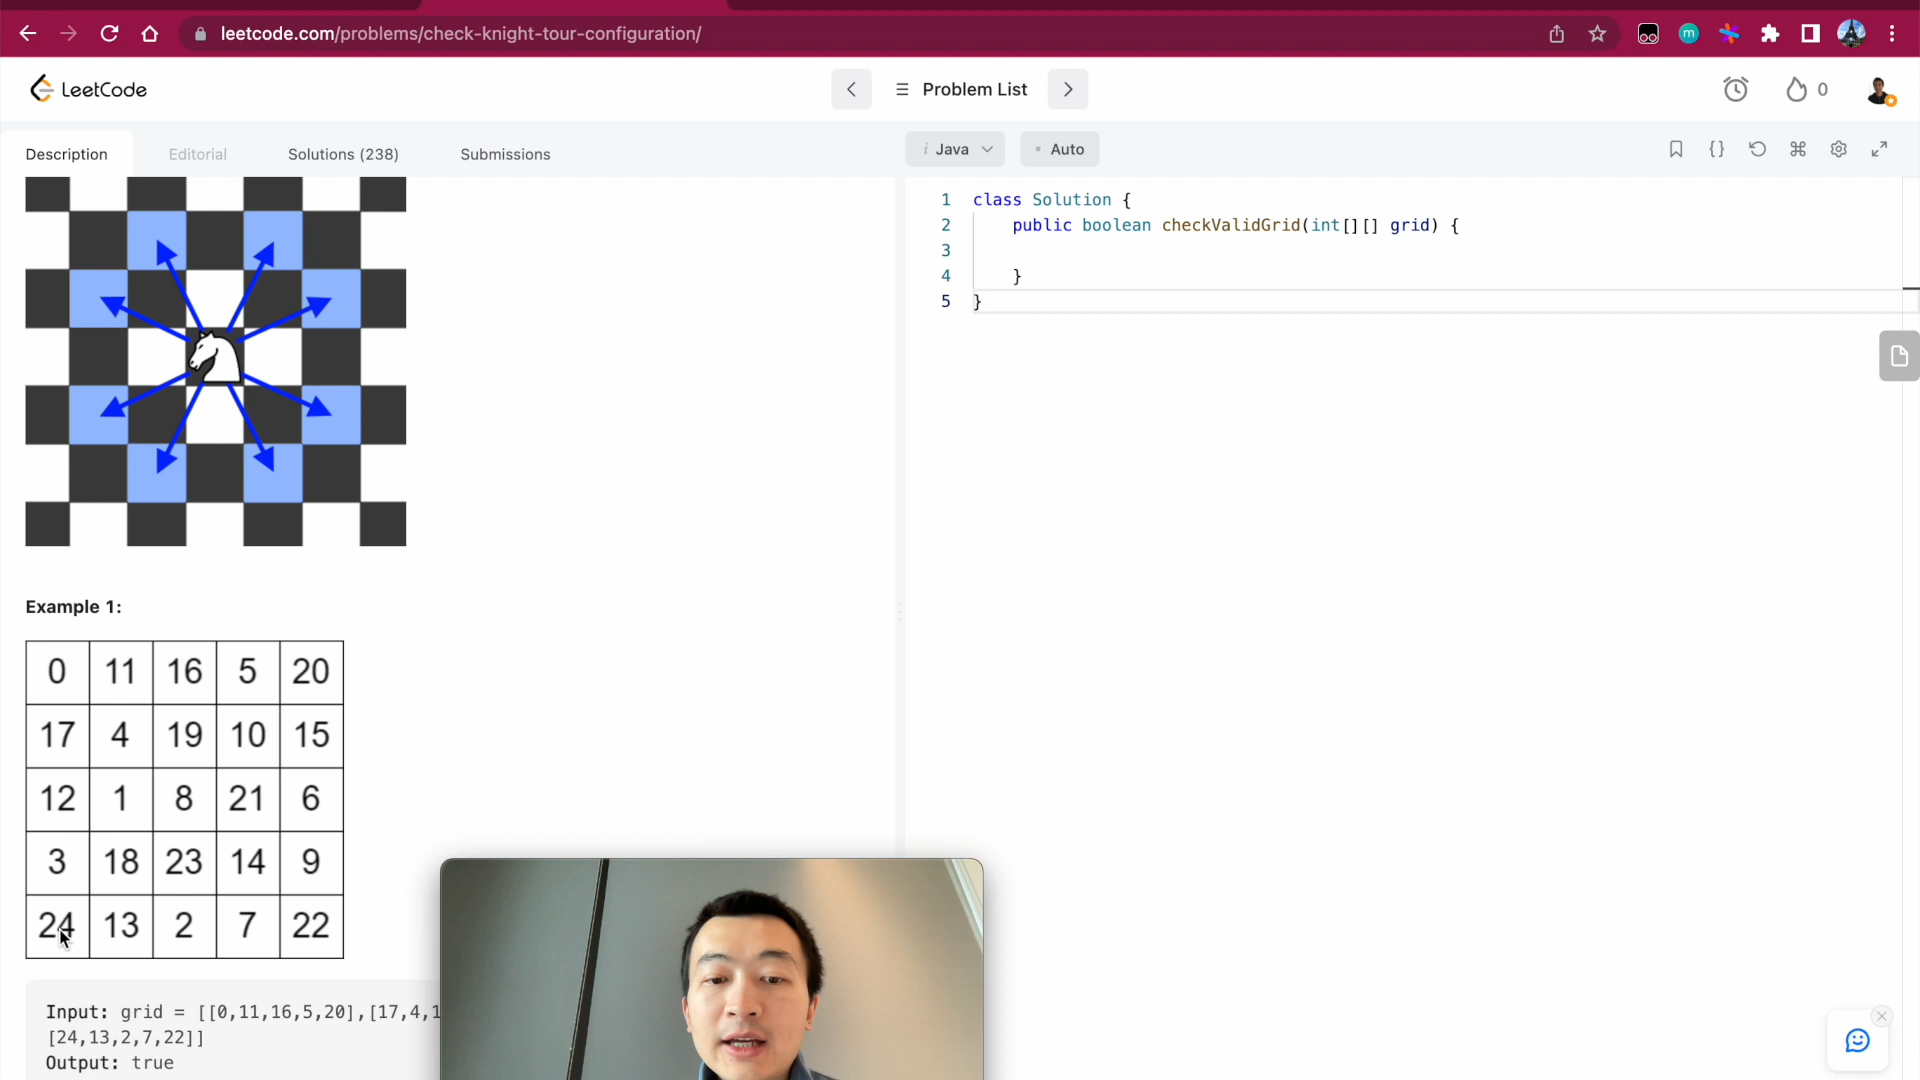 leetcode.com/problems/check-knight-tour-configuration/
m
LeetCode
Problem List
0
Description
Editorial
Solutions (238)
Submissions
Java
Auto
1 class Solution {
2 public boolean checkValidGrid(int[][] grid) {
3
4 }
5 }
Example 1:
0 11 16 5 20
17 4 19 10 15
12 1 8 21 6
3 18 23 14 9
24 13 2 7 22
Input: grid = [[0,11,16,5,20],[17,4,1
[24,13,2,7,22]]
Output: true